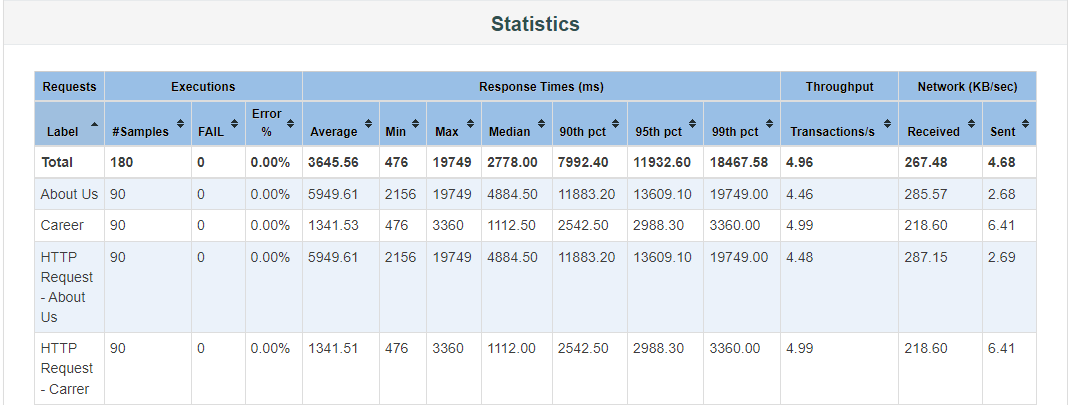 Statistics
Requests Executions Response Times (ms) Throughput Network (KB/sec)
Label #Samples FAIL Error % Average Min Max Median 90th pct 95th pct 99th pct Transactions/s Received Sent
Total 180 0 0.00% 3645.56 476 19749 2778.00 7992.40 11932.60 18467.58 4.96 267.48 4.68
About Us 90 0 0.00% 5949.61 2156 19749 4884.50 11883.20 13609.10 19749.00 4.46 285.57 2.68
Career 90 0 0.00% 1341.53 476 3360 1112.50 2542.50 2988.30 3360.00 4.99 218.60 6.41
HTTP 90 0 0.00% 5949.61 2156 19749 4884.50 11883.20 13609.10 19749.00 4.48 287.15 2.69
Request
- About
Us
HTTP 90 0 0.00% 1341.51 476 3360 1112.00 2542.50 2988.30 3360.00 4.99 218.60 6.41
Request
- Carrer